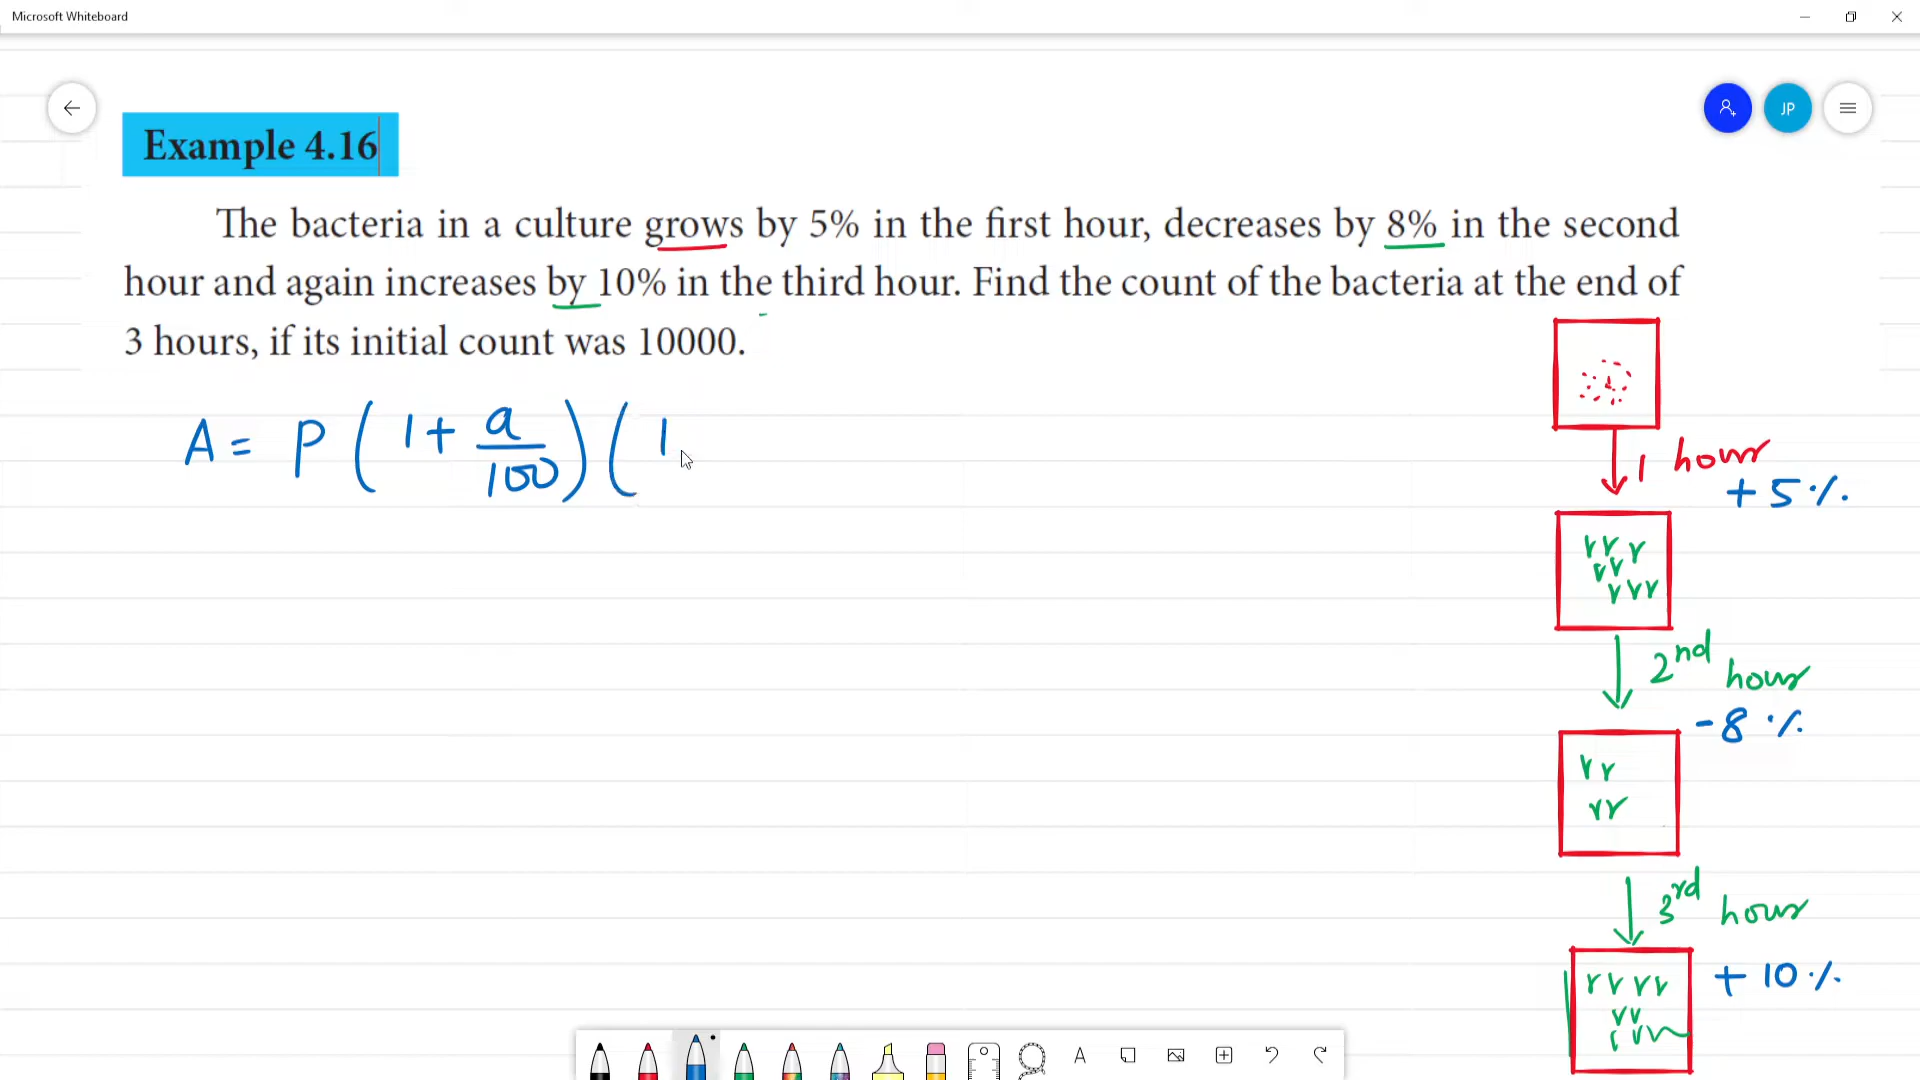 Microsoft Whiteboard
JP
Example 4.16
The bacteria in a culture grows by 5% in the first hour, decreases by 8% in the second
hour and again increases by 10% in the third hour. Find the count of the bacteria at the end of
3 hours, if its initial count was 10000.
A = P ( 1 + a/100 ) ( 1
1 hour
+ 5 %
2nd hour
- 8 %
3rd hour
+ 10 %
A